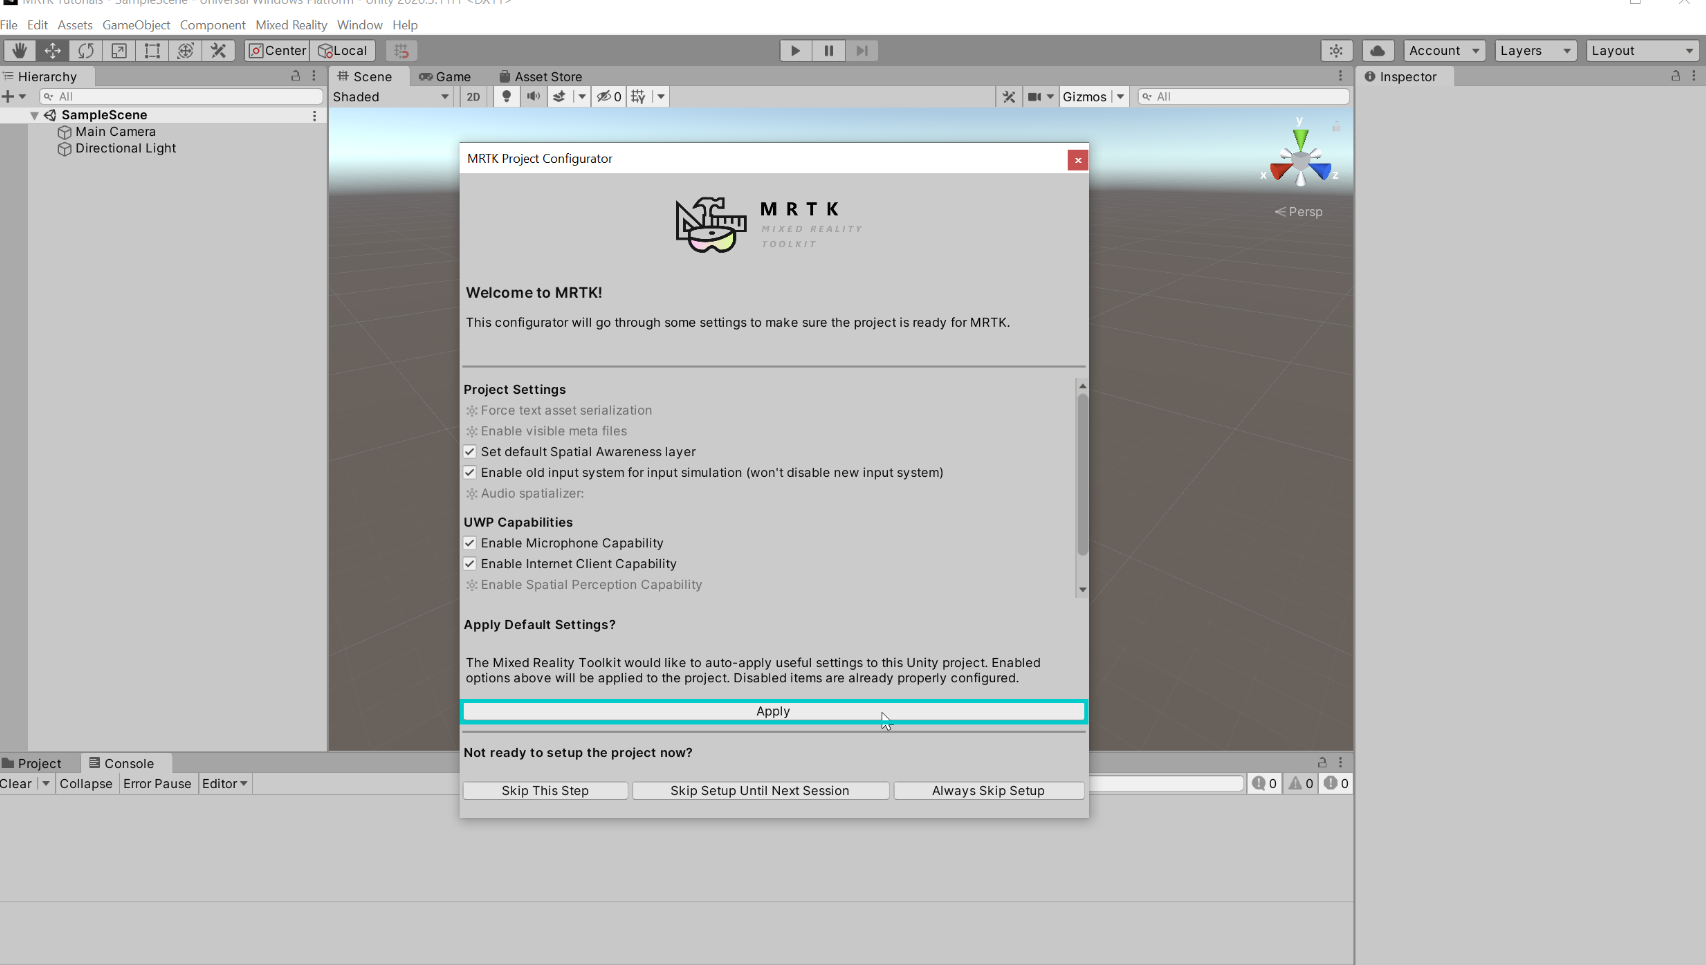 MRTK Tutorials - SampleScene - Universal Windows Platform - Unity 2020.3.11f1 <DX11>
File Edit Assets GameObject Component Mixed Reality Window Help
Center Local Account Layers Layout
Hierarchy Scene Game Asset Store Inspector
All Shaded 2D 0 Gizmos All
SampleScene
Main Camera
Directional Light
y
x z
Persp
MRTK Project Configurator
MRTK
MIXED REALITY
TOOLKIT
Welcome to MRTK!
This configurator will go through some settings to make sure the project is ready for MRTK.
Project Settings
Force text asset serialization
Enable visible meta files
Set default Spatial Awareness layer
Enable old input system for input simulation (won't disable new input system)
Audio spatializer:
UWP Capabilities
Enable Microphone Capability
Enable Internet Client Capability
Enable Spatial Perception Capability
Apply Default Settings?
The Mixed Reality Toolkit would like to auto-apply useful settings to this Unity project. Enabled
options above will be applied to the project. Disabled items are already properly configured.
Apply
Not ready to setup the project now?
Skip This Step Skip Setup Until Next Session Always Skip Setup
Project Console
Clear Collapse Error Pause Editor 0 0 0